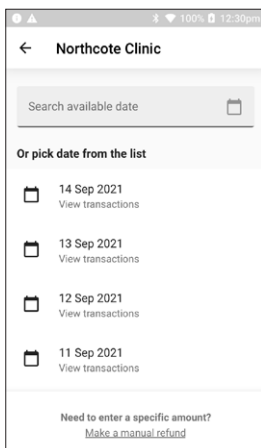 100% 12:30pm
Northcote Clinic
Search available date
Or pick date from the list
14 Sep 2021
View transactions
13 Sep 2021
View transactions
12 Sep 2021
View transactions
11 Sep 2021
View transactions
Need to enter a specific amount?
Make a manual refund